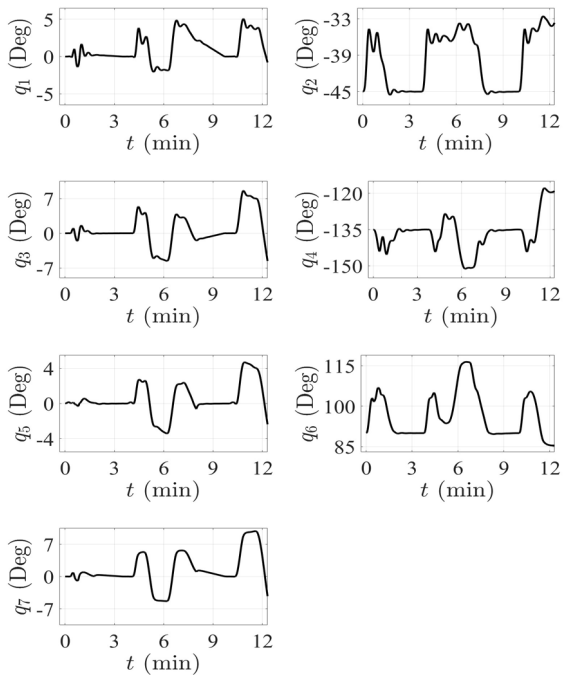 q1 (Deg)
5
0
-5
0 3 6 9 12
t (min)
q2 (Deg)
-33
-39
-45
0 3 6 9 12
t (min)
q3 (Deg)
7
0
-7
0 3 6 9 12
t (min)
q4 (Deg)
-120
-135
-150
0 3 6 9 12
t (min)
q5 (Deg)
4
0
-4
0 3 6 9 12
t (min)
q6 (Deg)
115
100
85
0 3 6 9 12
t (min)
q7 (Deg)
7
0
-7
0 3 6 9 12
t (min)